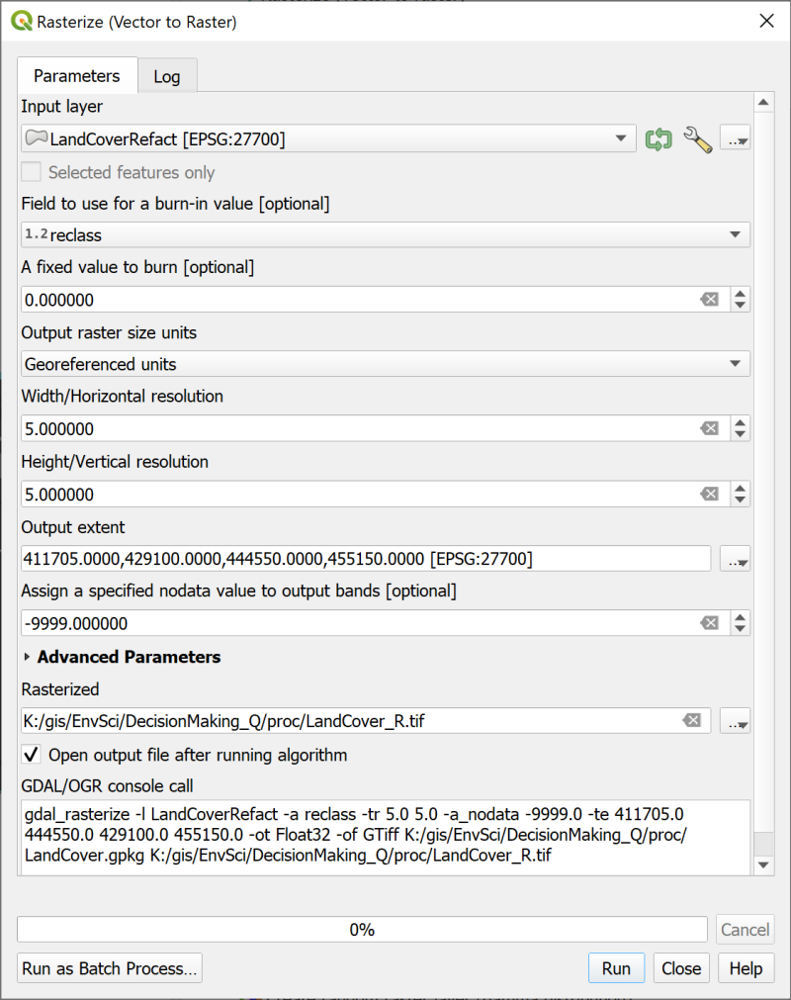 Rasterize (Vector to Raster)
Parameters
Log
Input layer
LandCoverRefact [EPSG:27700]
...
Selected features only
Field to use for a burn-in value [optional]
1.2 reclass
A fixed value to burn [optional]
0.000000
Output raster size units
Georeferenced units
Width/Horizontal resolution
5.000000
Height/Vertical resolution
5.000000
Output extent
411705.0000,429100.0000,444550.0000,455150.0000 [EPSG:27700]
...
Assign a specified nodata value to output bands [optional]
-9999.000000
Advanced Parameters
Rasterized
K:/gis/EnvSci/DecisionMaking_Q/proc/LandCover_R.tif
...
Open output file after running algorithm
GDAL/OGR console call
gdal_rasterize -l LandCoverRefact -a reclass -tr 5.0 5.0 -a_nodata -9999.0 -te 411705.0
444550.0 429100.0 455150.0 -ot Float32 -of GTiff K:/gis/EnvSci/DecisionMaking_Q/proc/
LandCover.gpkg K:/gis/EnvSci/DecisionMaking_Q/proc/LandCover_R.tif
0%
Cancel
Run as Batch Process...
Run
Close
Help